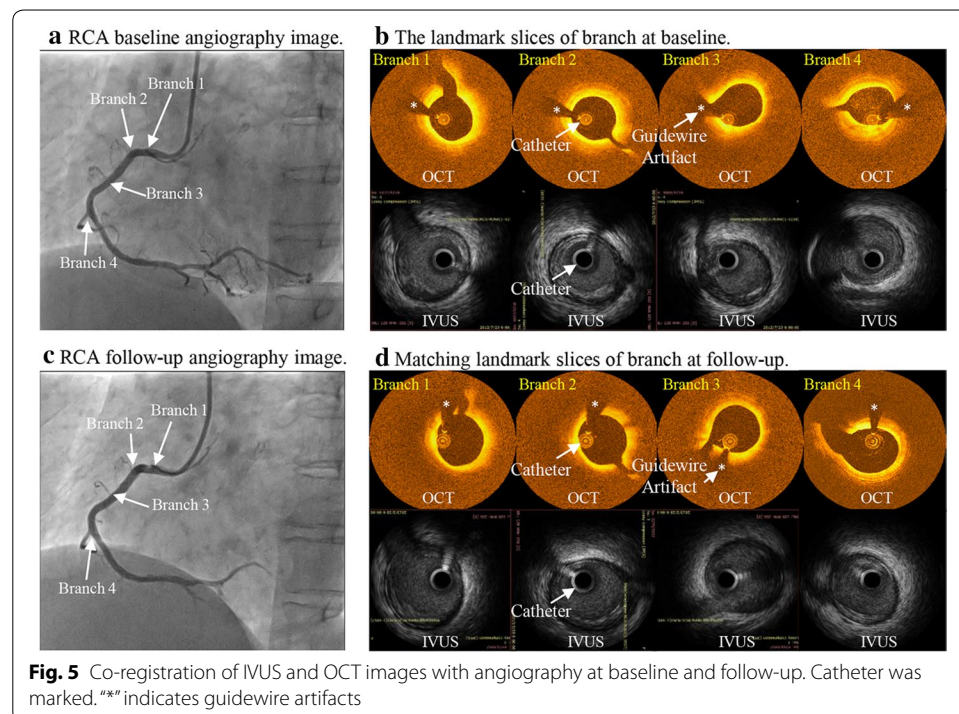 a RCA baseline angiography image.
Branch 1
Branch 2
Branch 3
Branch 4
b The landmark slices of branch at baseline.
Branch 1 Branch 2 Branch 3 Branch 4
* * * *
Catheter
Guidewire
Artifact
OCT OCT OCT OCT
Catheter
IVUS IVUS IVUS IVUS
c RCA follow-up angiography image.
Branch 1
Branch 2
Branch 3
Branch 4
d Matching landmark slices of branch at follow-up.
Branch 1 Branch 2 Branch 3 Branch 4
* * * *
Catheter
Guidewire
Artifact
OCT OCT OCT OCT
Catheter
IVUS IVUS IVUS IVUS
Fig. 5 Co-registration of IVUS and OCT images with angiography at baseline and follow-up. Catheter was
marked. “*” indicates guidewire artifacts